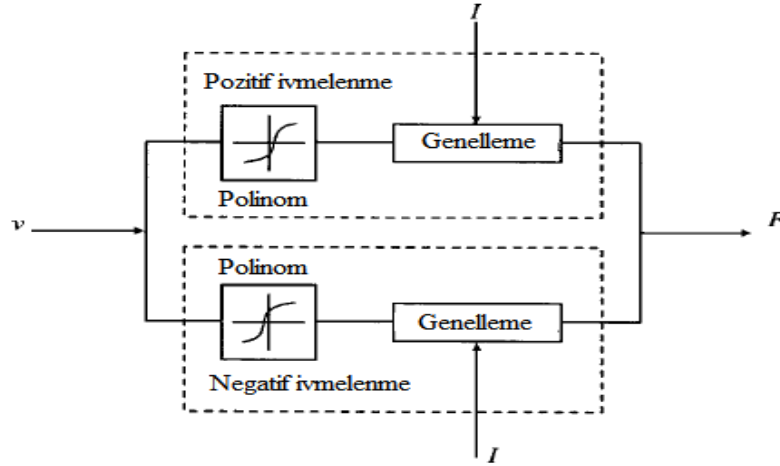 I
Pozitif ivmelenme
Genelleme
Polinom
v
F
Polinom
Genelleme
Negatif ivmelenme
I